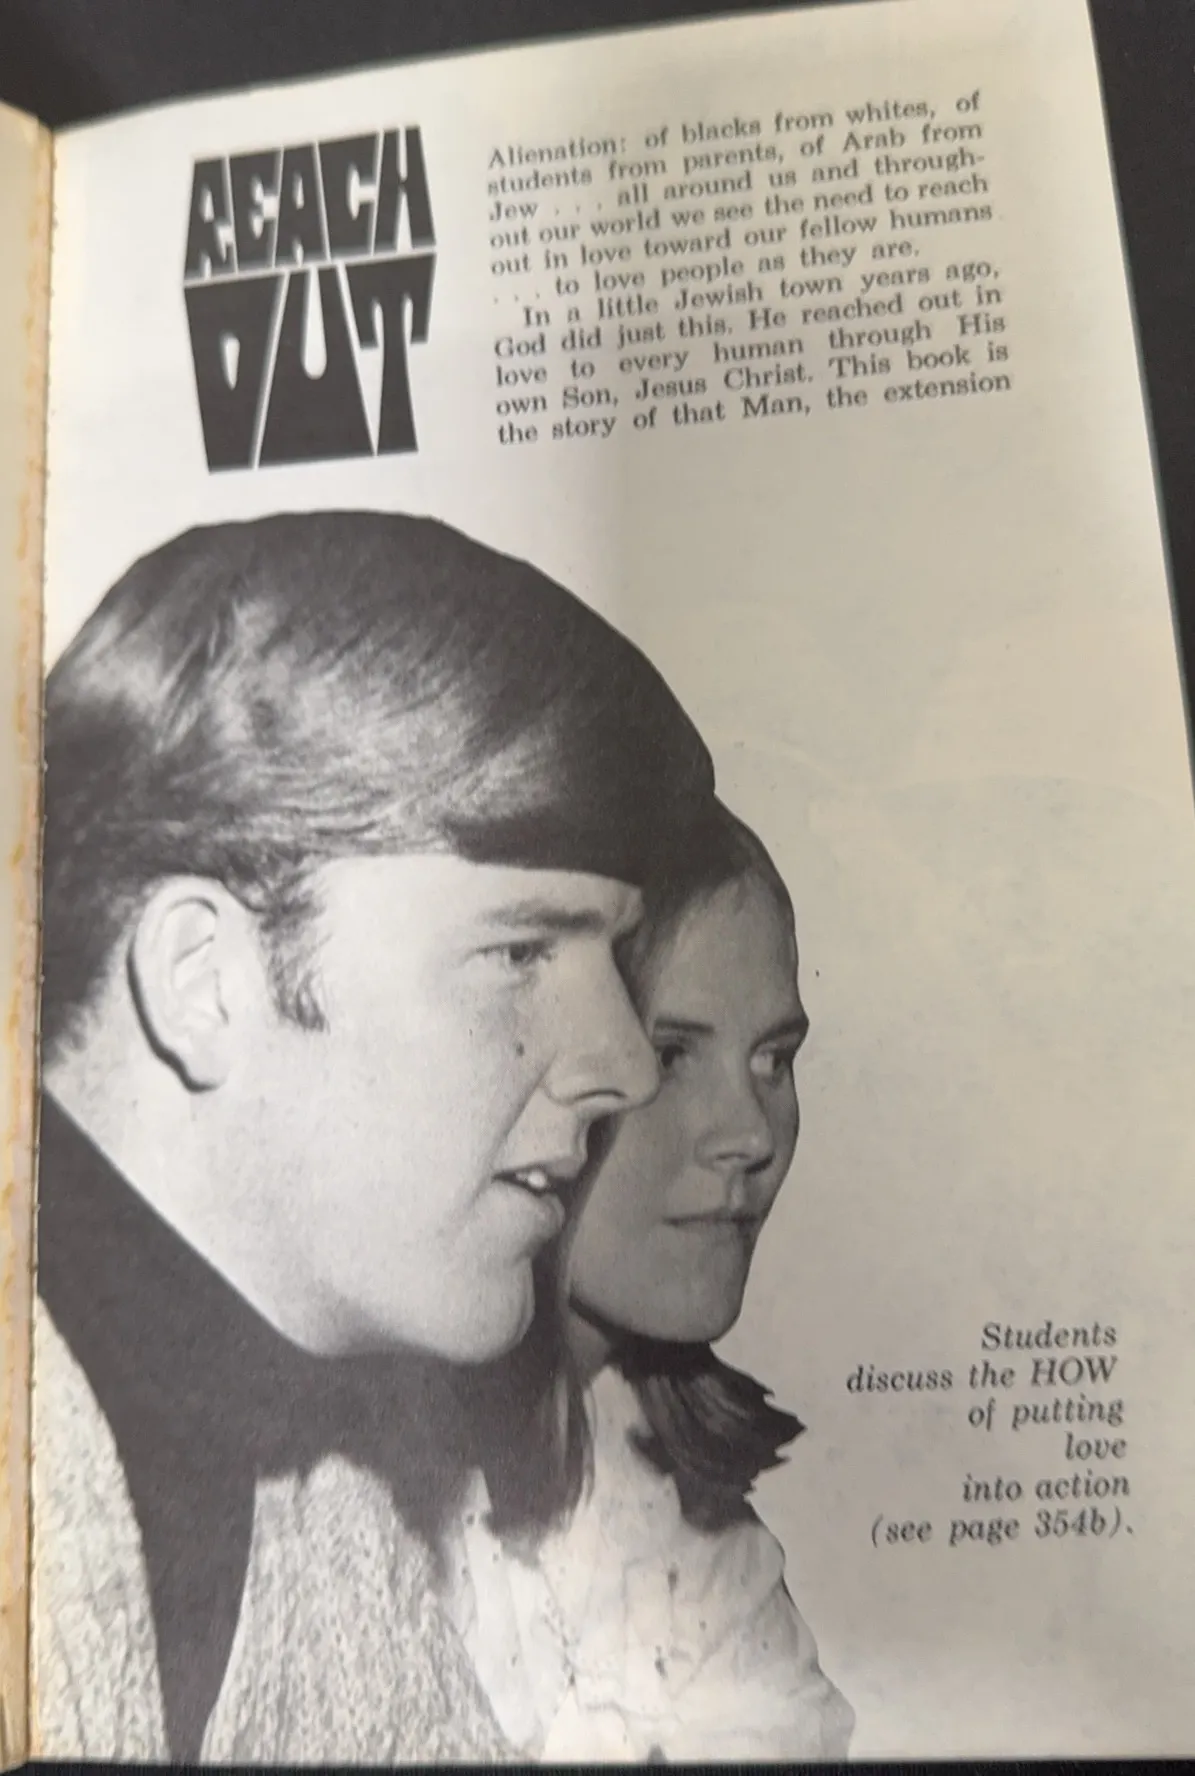 REACH
OUT
Alienation: of blacks from whites, of
students from parents, of Arab from
Jew . . . all around us and through-
out our world we see the need to reach
out in love toward our fellow humans
. . . to love people as they are.
In a little Jewish town years ago,
God did just this. He reached out in
love to every human through His
own Son, Jesus Christ. This book is
the story of that Man, the extension
Students
discuss the HOW
of putting
love
into action
(see page 354b).